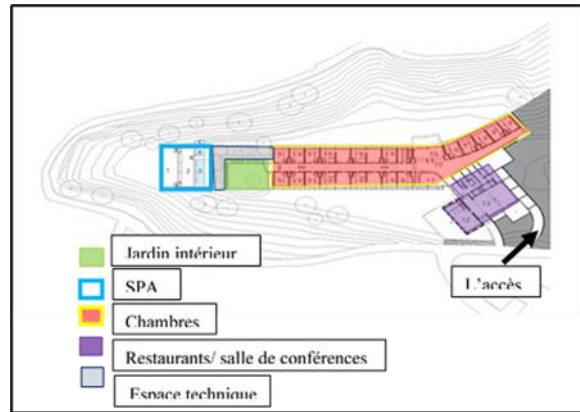 L'accès
Jardin intérieur
SPA
Chambres
Restaurants/ salle de conférences
Espace technique